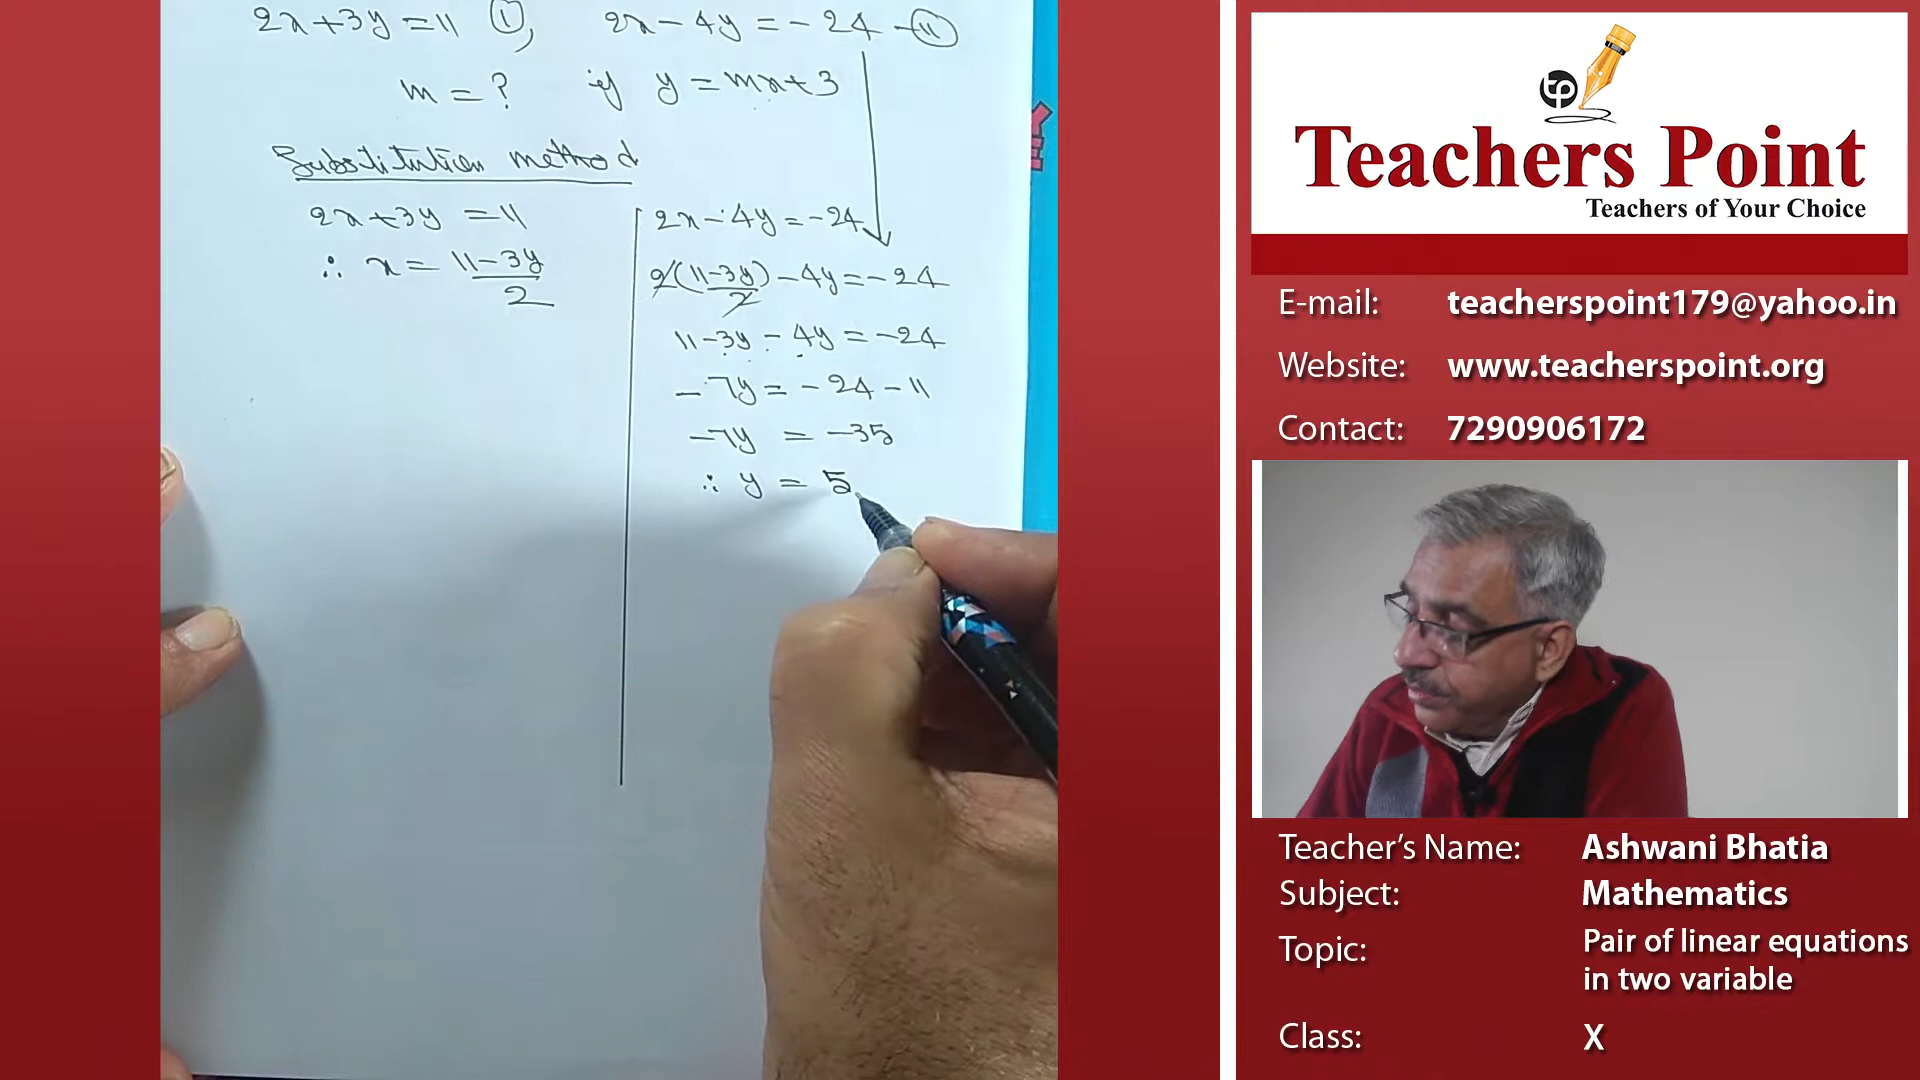 2x+3y=11 (i), 2x-4y=-24-(ii)
m=? if y=mx+3
Substitution method
2x+3y=11
∴ x=11-3y/2
2x-4y=-24
2(11-3y/2)-4y=-24
11-3y-4y=-24
-7y=-24-11
-7y=-35
∴ y=5
tp
Teachers Point
Teachers of Your Choice
E-mail: teacherspoint179@yahoo.in
Website: www.teacherspoint.org
Contact: 7290906172
Teacher's Name: Ashwani Bhatia
Subject: Mathematics
Topic: Pair of linear equations
in two variable
Class: X